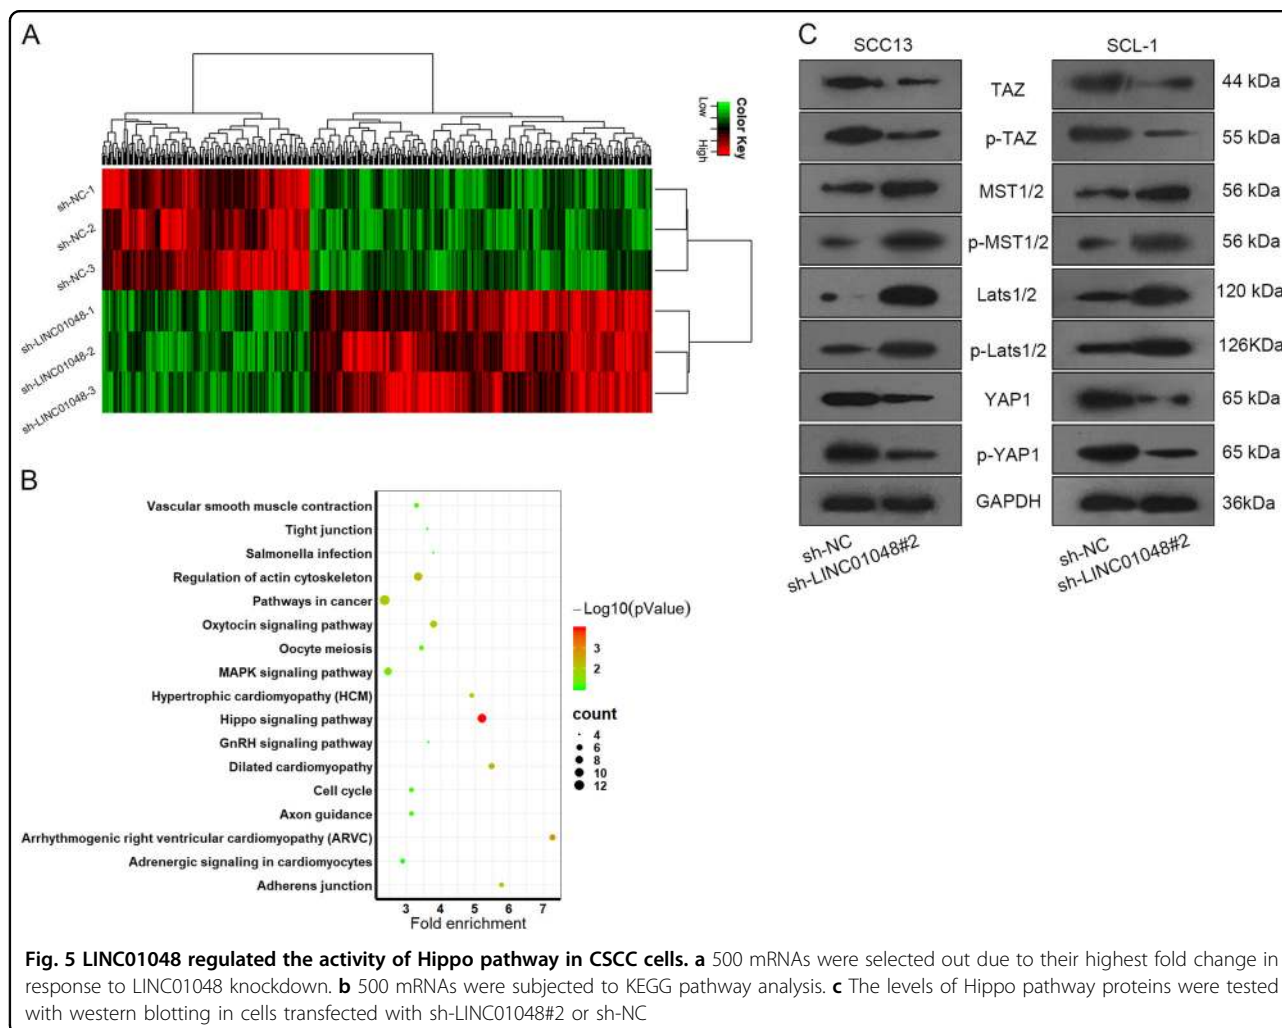 A
Color Key
Low
High
sh-NC-1
sh-NC-2
sh-NC-3
sh-LINC01048-1
sh-LINC01048-2
sh-LINC01048-3
B
Vascular smooth muscle contraction
Tight junction
Salmonella infection
Regulation of actin cytoskeleton
Pathways in cancer
Oxytocin signaling pathway
Oocyte meiosis
MAPK signaling pathway
Hypertrophic cardiomyopathy (HCM)
Hippo signaling pathway
GnRH signaling pathway
Dilated cardiomyopathy
Cell cycle
Axon guidance
Arrhythmogenic right ventricular cardiomyopathy (ARVC)
Adrenergic signaling in cardiomyocytes
Adherens junction
3 4 5 6 7
Fold enrichment
−Log10(pValue)
3
2
count
4
6
8
10
12
C
SCC13 SCL-1
TAZ 44 kDa
p-TAZ 55 kDa
MST1/2 56 kDa
p-MST1/2 56 kDa
Lats1/2 120 kDa
p-Lats1/2 126KDa
YAP1 65 kDa
p-YAP1 65 kDa
GAPDH 36kDa
sh-NC sh-NC
sh-LINC01048#2 sh-LINC01048#2
Fig. 5 LINC01048 regulated the activity of Hippo pathway in CSCC cells. a 500 mRNAs were selected out due to their highest fold change in
response to LINC01048 knockdown. b 500 mRNAs were subjected to KEGG pathway analysis. c The levels of Hippo pathway proteins were tested
with western blotting in cells transfected with sh-LINC01048#2 or sh-NC